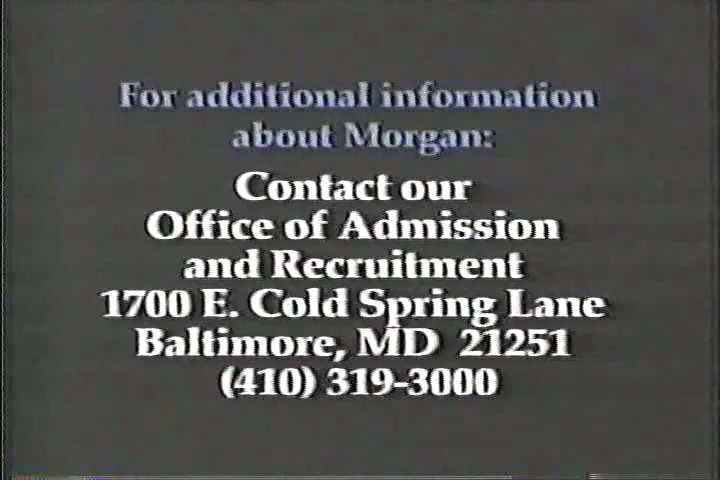 For additional information
about Morgan:
Contact our
Office of Admission
and Recruitment
1700 E. Cold Spring Lane
Baltimore, MD 21251
(410) 319-3000